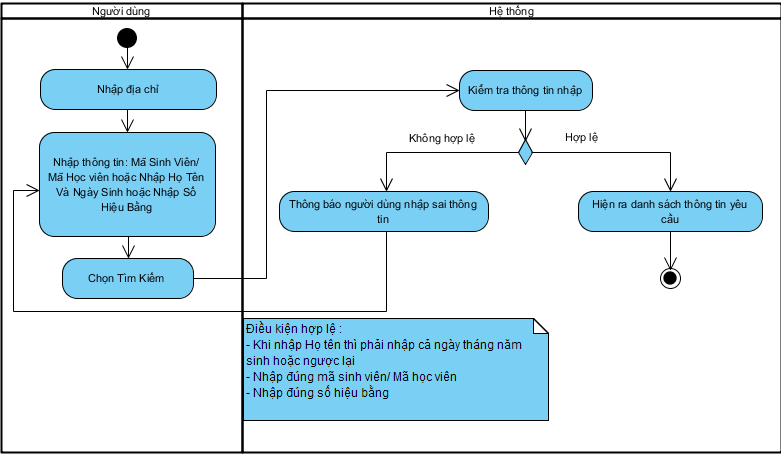 Người dùng
Hệ thống
Nhập địa chỉ
Nhập thông tin: Mã Sinh Viên/
Mã Học viên hoặc Nhập Họ Tên
Và Ngày Sinh hoặc Nhập Số
Hiệu Bằng
Chọn Tìm Kiếm
Kiểm tra thông tin nhập
Không hợp lệ
Hợp lệ
Thông báo người dùng nhập sai thông
tin
Hiện ra danh sách thông tin yêu
cầu
Điều kiện hợp lệ :
- Khi nhập Họ tên thì phải nhập cả ngày tháng năm
sinh hoặc ngược lại
- Nhập đúng mã sinh viên/ Mã học viên
- Nhập đúng số hiệu bằng